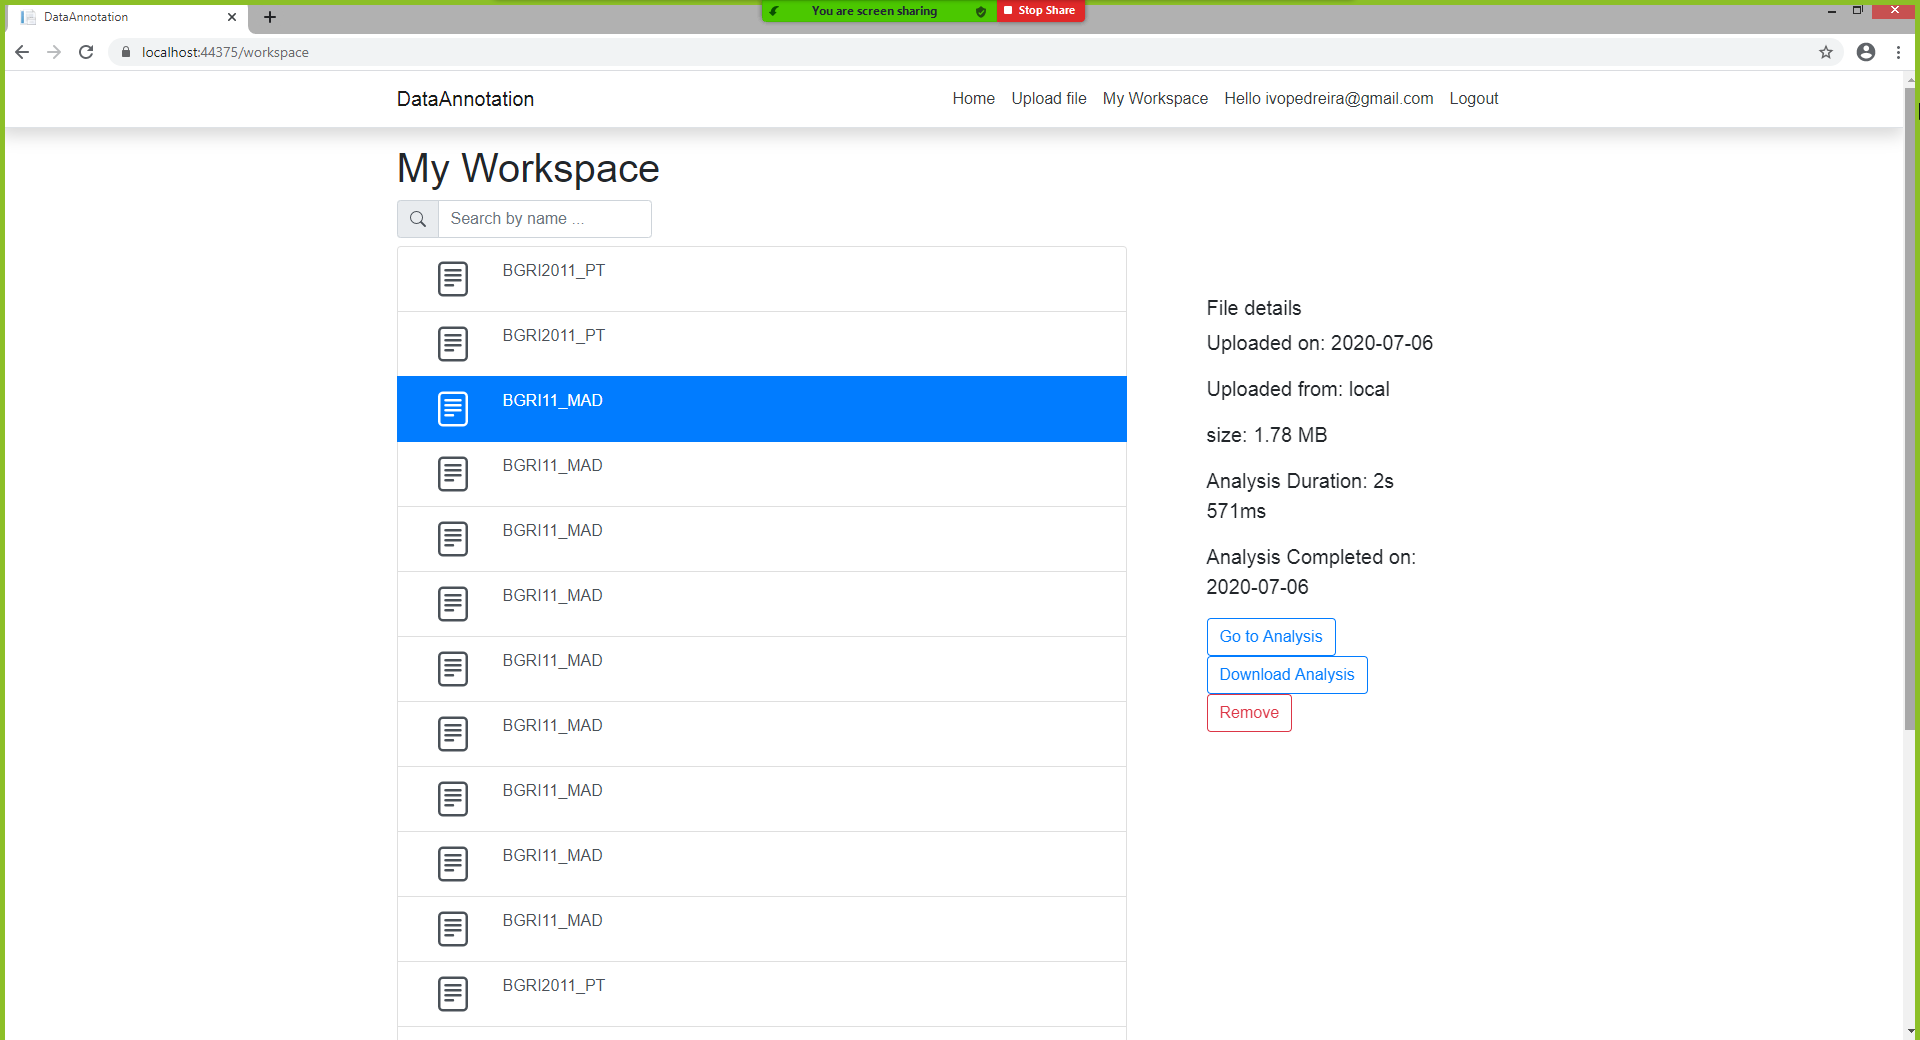 DataAnnotation
You are screen sharing
Stop Share
localhost:44375/workspace
DataAnnotation
Home Upload file My Workspace Hello ivopedreira@gmail.com Logout
My Workspace
Search by name ...
BGRI2011_PT
BGRI2011_PT
BGRI11_MAD
BGRI11_MAD
BGRI11_MAD
BGRI11_MAD
BGRI11_MAD
BGRI11_MAD
BGRI11_MAD
BGRI11_MAD
BGRI11_MAD
BGRI2011_PT
File details
Uploaded on: 2020-07-06
Uploaded from: local
size: 1.78 MB
Analysis Duration: 2s
571ms
Analysis Completed on:
2020-07-06
Go to Analysis
Download Analysis
Remove